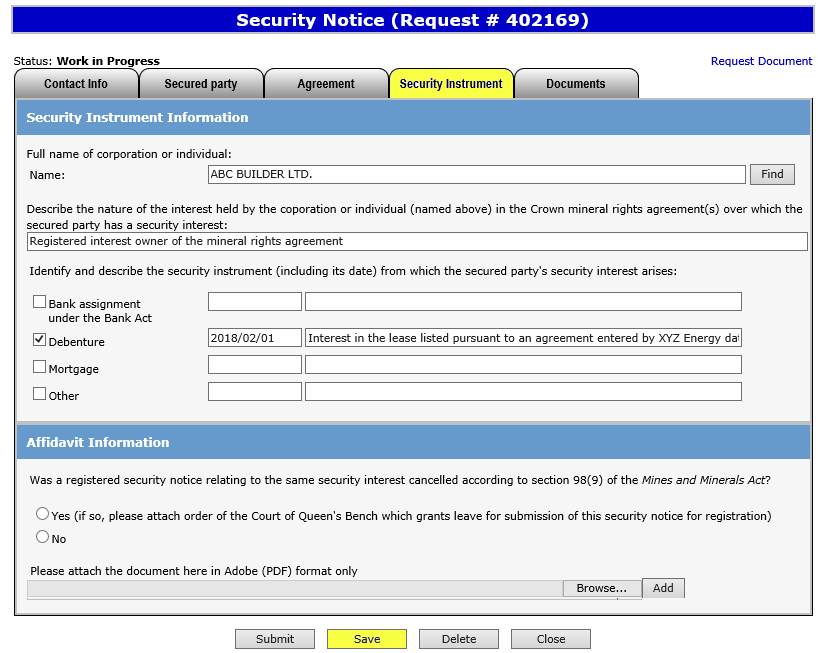 Security Notice (Request # 402169)
Status: Work in Progress
Request Document
Contact Info
Secured party
Agreement
Security Instrument
Documents
Security Instrument Information
Full name of corporation or individual:
Name:
ABC BUILDER LTD.
Find
Describe the nature of the interest held by the coporation or individual (named above) in the Crown mineral rights agreement(s) over which the
secured party has a security interest:
Registered interest owner of the mineral rights agreement
Identify and describe the security instrument (including its date) from which the secured party's security interest arises:
Bank assignment
under the Bank Act
Debenture
2018/02/01
Interest in the lease listed pursuant to an agreement entered by XYZ Energy dat
Mortgage
Other
Affidavit Information
Was a registered security notice relating to the same security interest cancelled according to section 98(9) of the Mines and Minerals Act?
Yes (if so, please attach order of the Court of Queen's Bench which grants leave for submission of this security notice for registration)
No
Please attach the document here in Adobe (PDF) format only
Browse...
Add
Submit
Save
Delete
Close